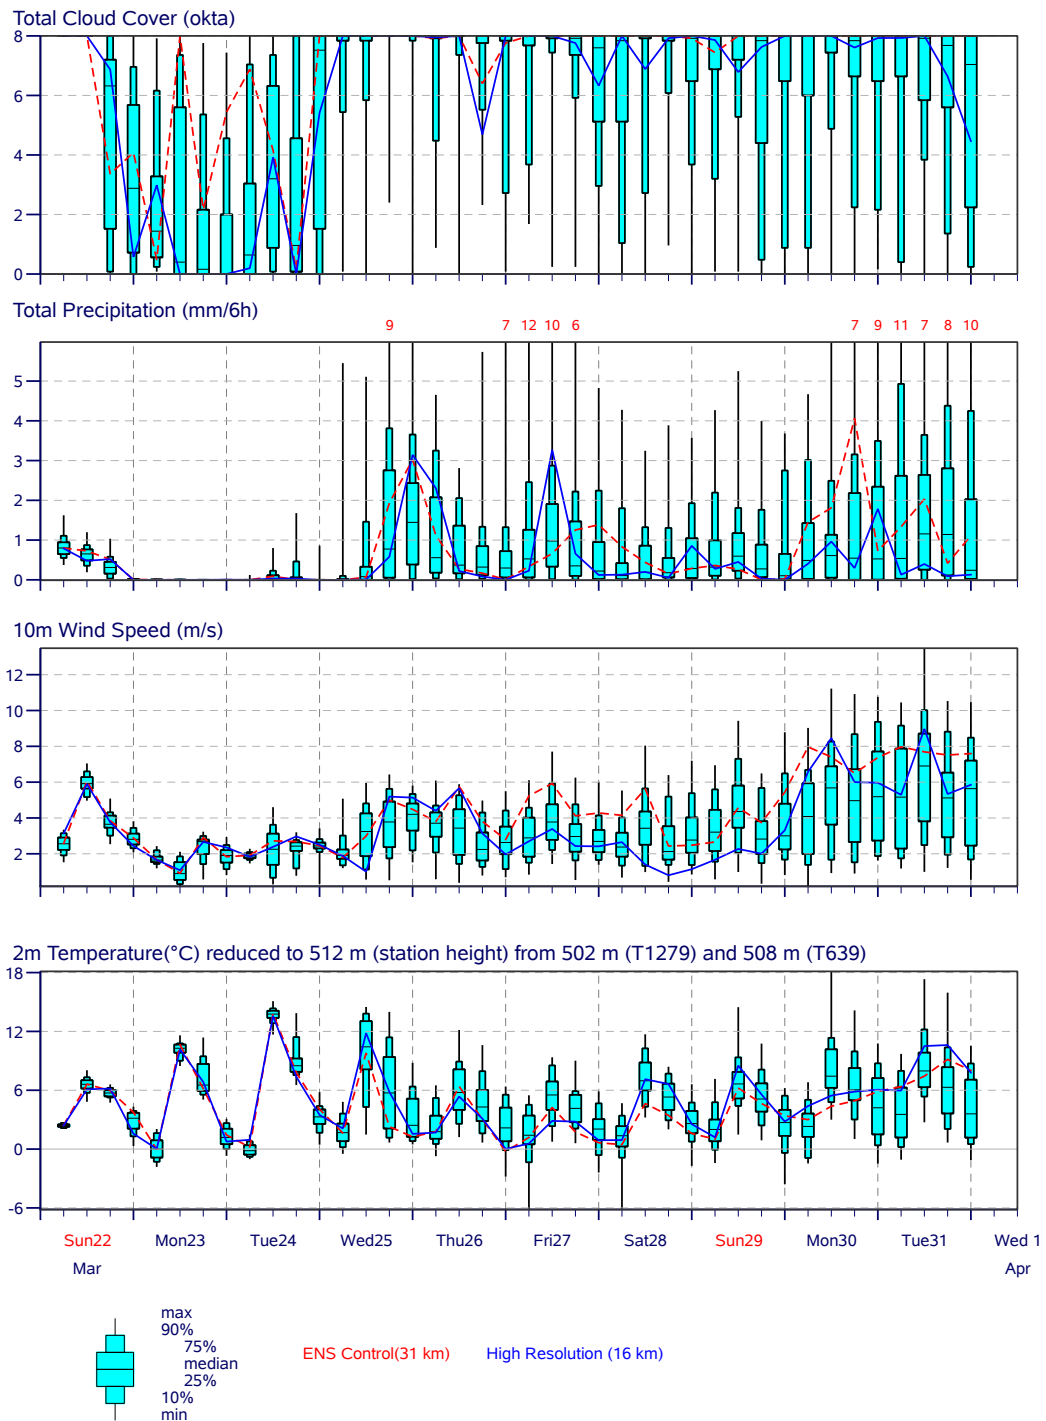 Total Cloud Cover (okta)
8
6
4
2
0
Total Precipitation (mm/6h)
9 7 12 10 6 7 9 11 7 8 10
5
4
3
2
1
0
10m Wind Speed (m/s)
12
10
8
6
4
2
2m Temperature(°C) reduced to 512 m (station height) from 502 m (T1279) and 508 m (T639)
18
12
6
0
-6
Sun22 Mon23 Tue24 Wed25 Thu26 Fri27 Sat28 Sun29 Mon30 Tue31 Wed 1
Mar Apr
max
90%
75%
median
25%
10%
min
ENS Control(31 km) High Resolution (16 km)